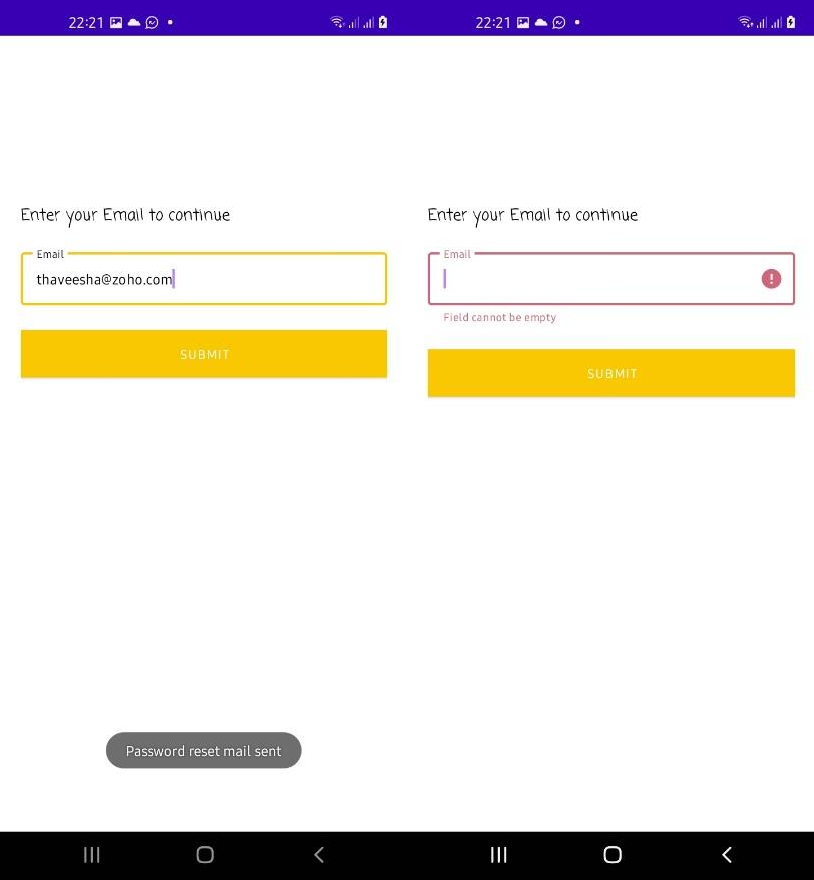 22:21
Enter your Email to continue
Email
thaveesha@zoho.com
SUBMIT
Password reset mail sent
22:21
Enter your Email to continue
Email
Field cannot be empty
SUBMIT